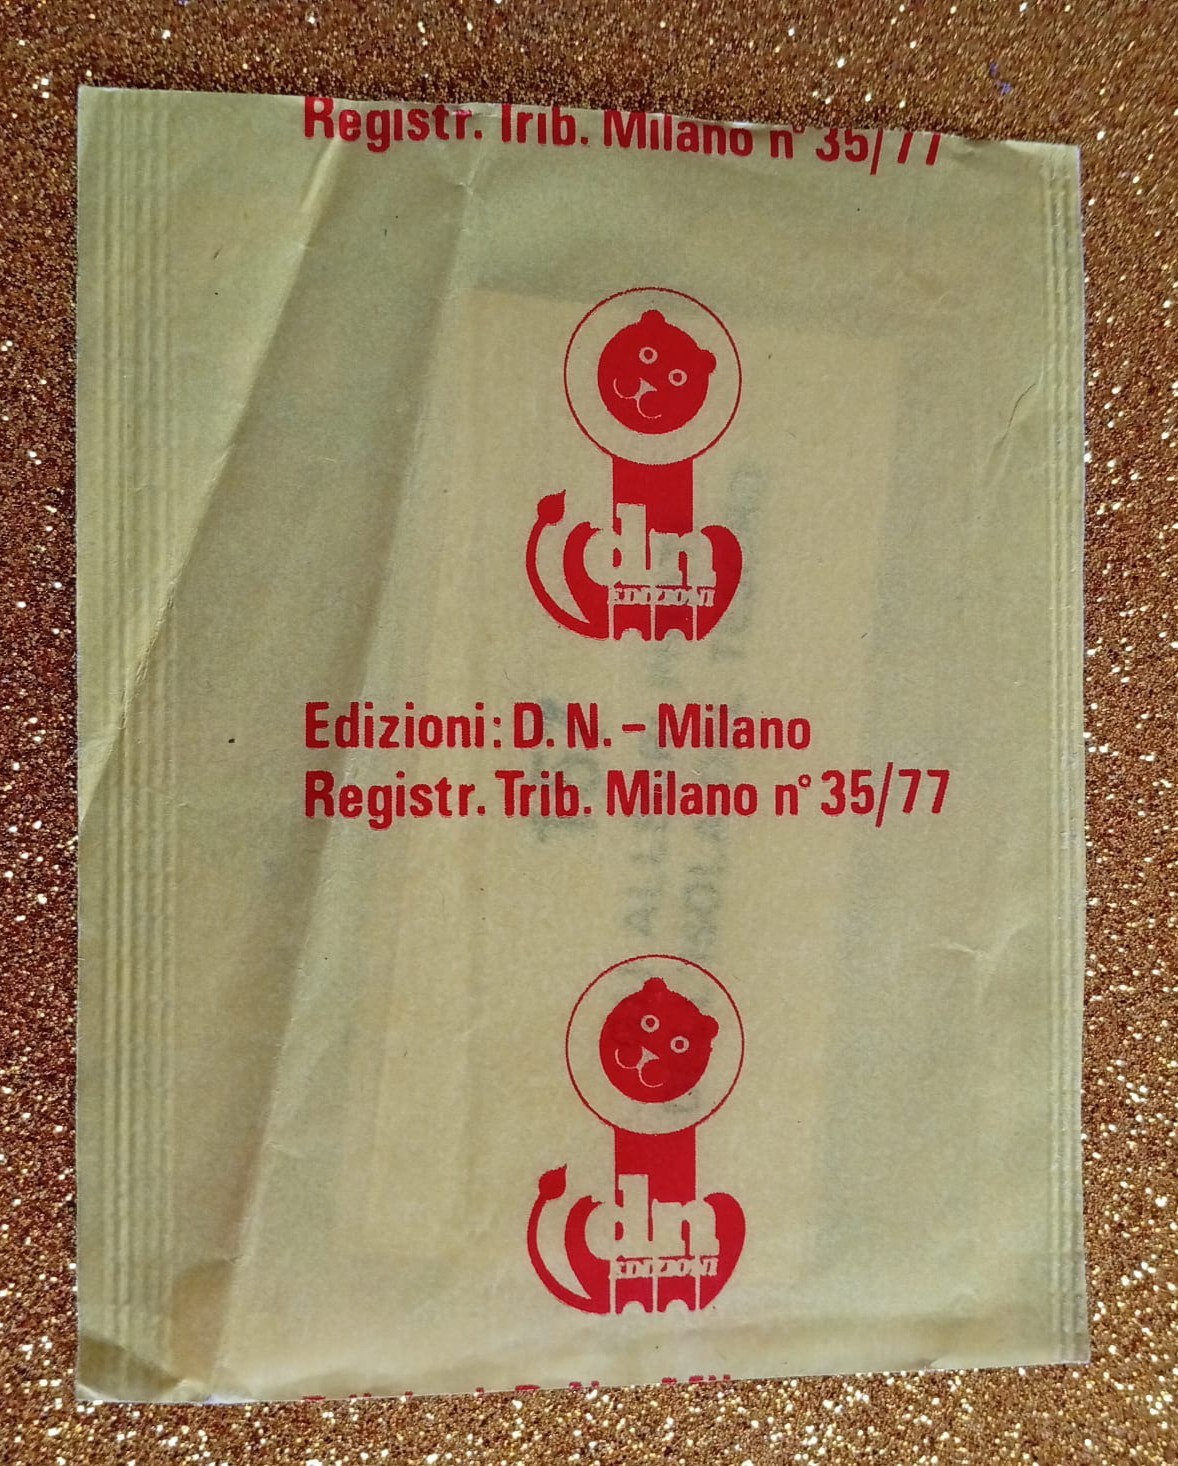 Registr. Trib. Milano n° 35/77
dn
EDIZIONI
Edizioni: D. N. – Milano
Registr. Trib. Milano n° 35/77
dn
EDIZIONI